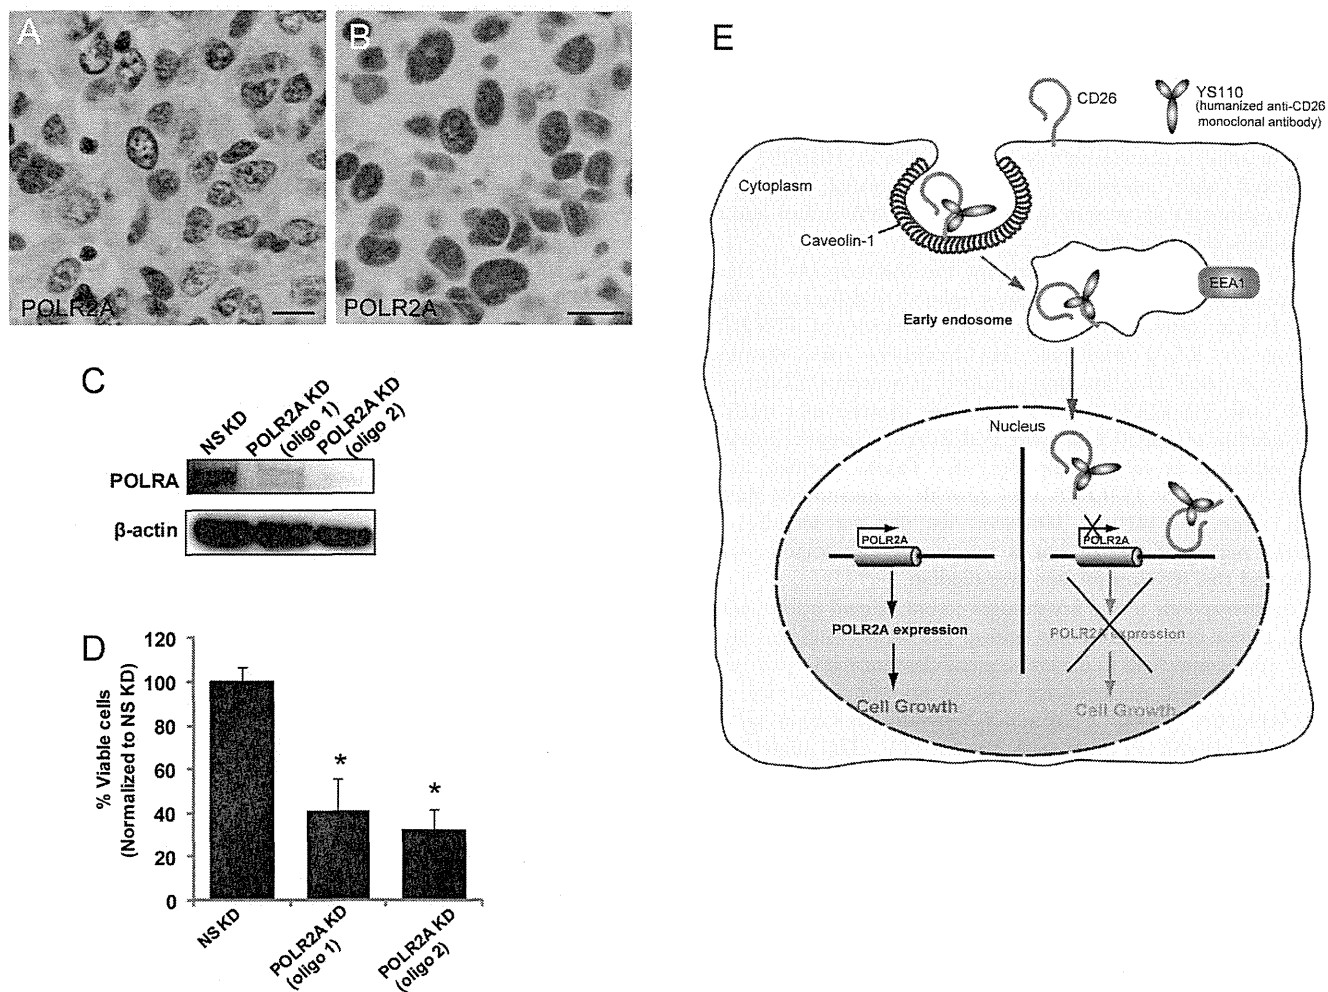 A
POLR2A
B
POLR2A
C
NS KD
POLR2A KD
(oligo 1)
POLR2A KD
(oligo 2)
POLRA
β-actin
D
% Viable cells
(Normalized to NS KD)
120
100
80
60
40
20
0
*
*
NS KD
POLR2A KD
(oligo 1)
POLR2A KD
(oligo 2)
E
CD26
YS110
(humanized anti-CD26
monoclonal antibody)
Cytoplasm
Caveolin-1
EEA1
Early endosome
Nucleus
POLR2A
POLR2A expression
Cell Growth
POLR2A
POLR2A expression
Cell Growth